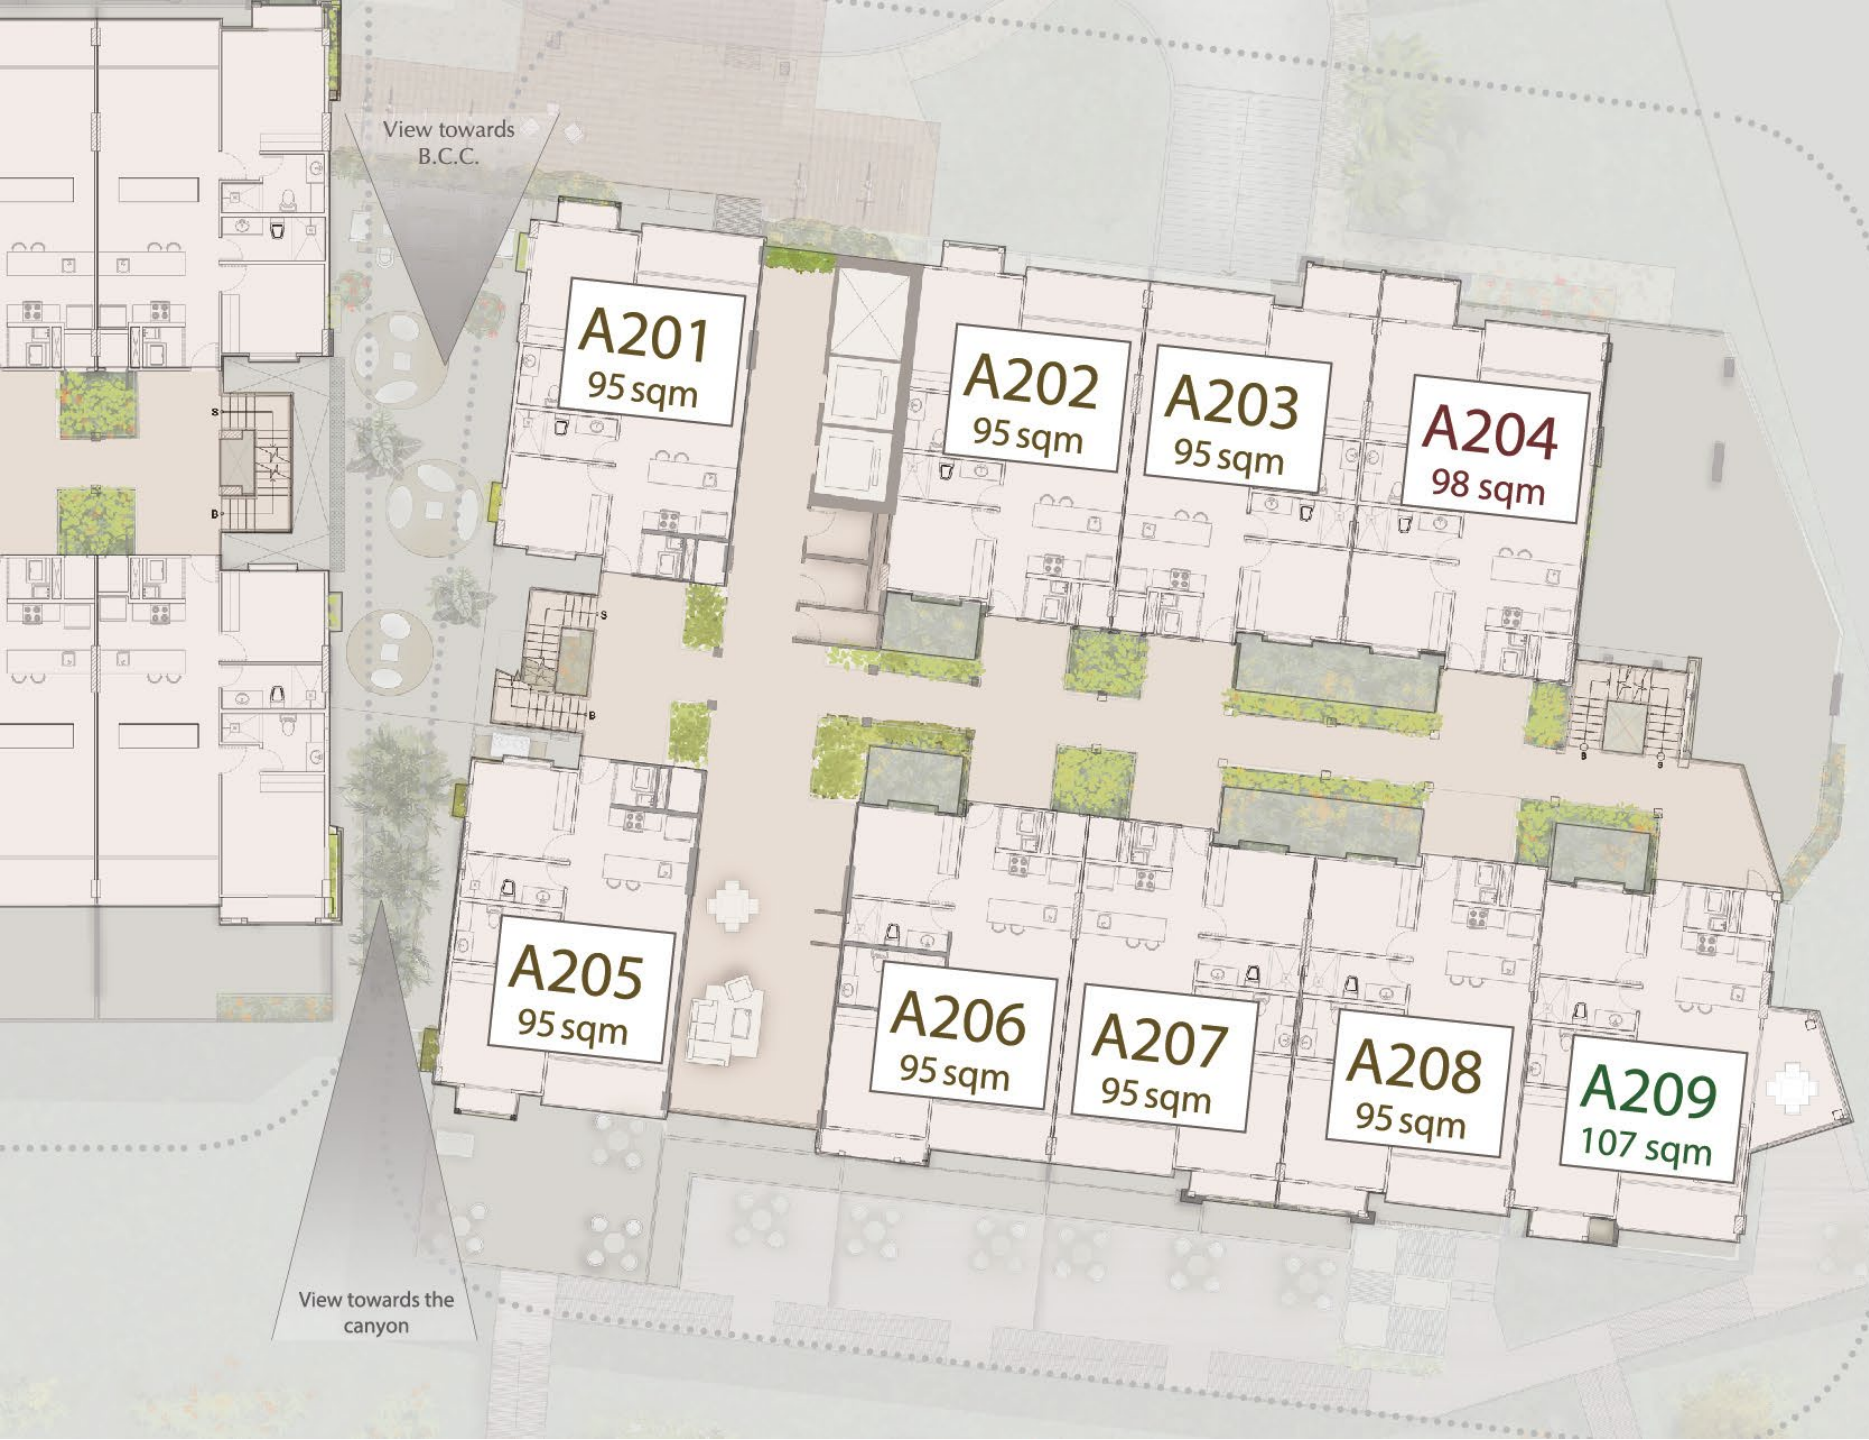 View towards
B.C.C.
A201
95 sqm
A202
95 sqm
A203
95 sqm
A204
98 sqm
S
B
S
B
A205
95 sqm
A206
95 sqm
A207
95 sqm
A208
95 sqm
A209
107 sqm
View towards the
canyon